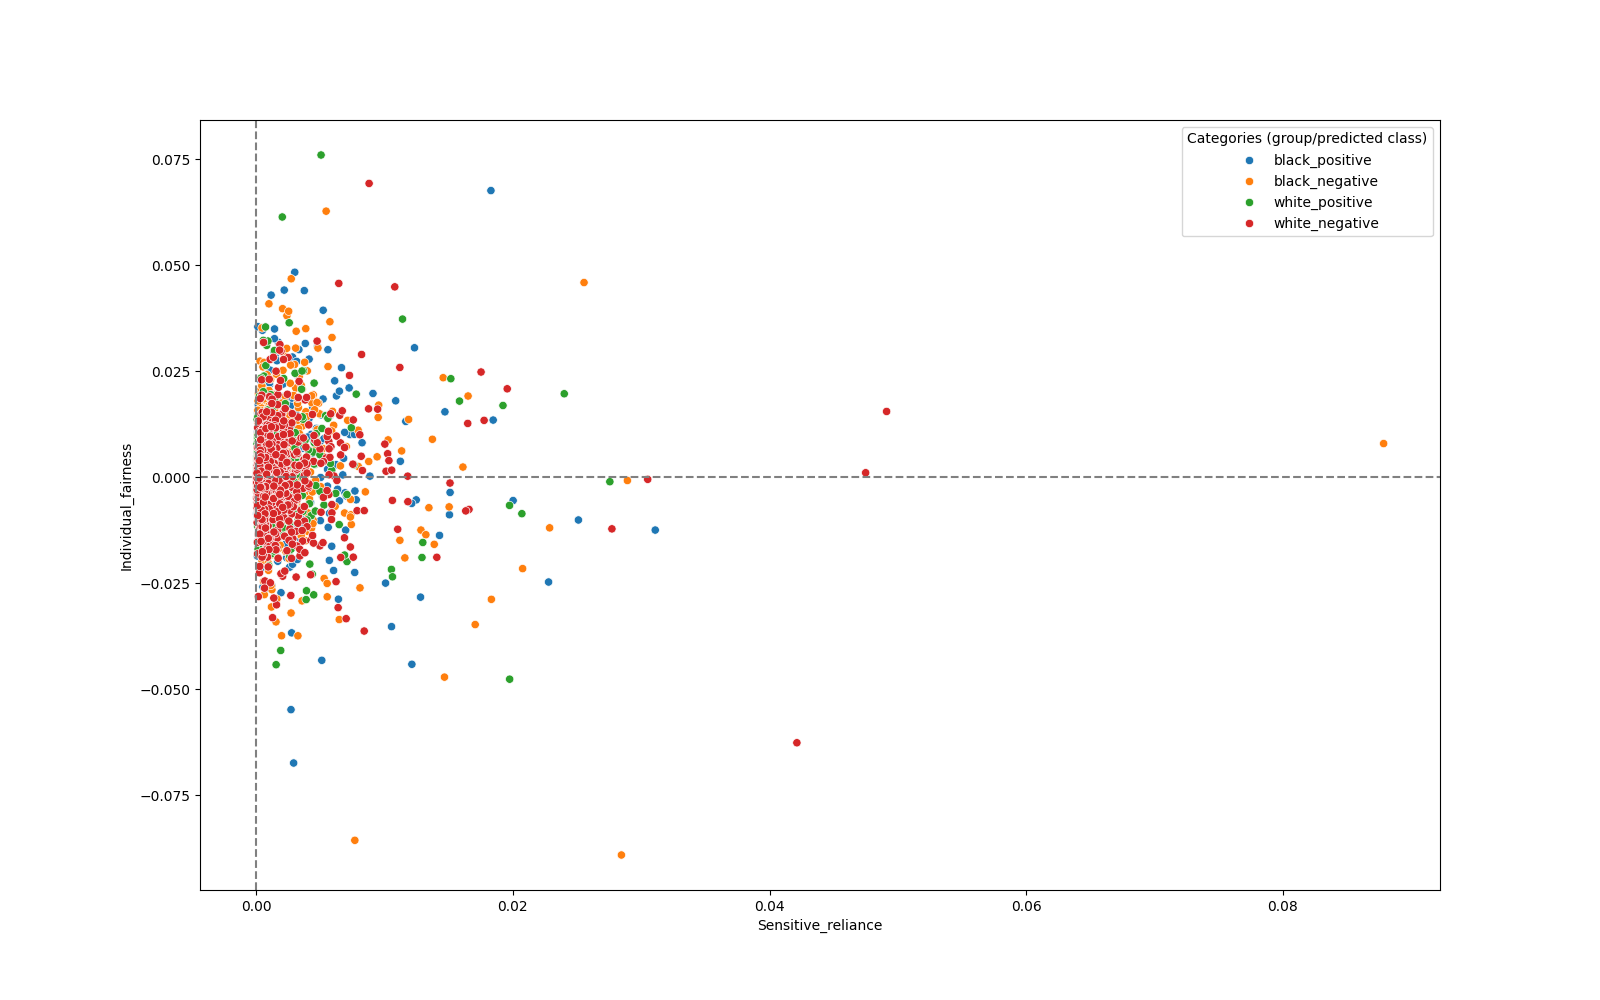 Categories (group/predicted class)
black_positive
black_negative
white_positive
white_negative
0.075
0.050
0.025
0.000
−0.025
−0.050
−0.075
Individual_fairness
0.00
0.02
0.04
0.06
0.08
Sensitive_reliance